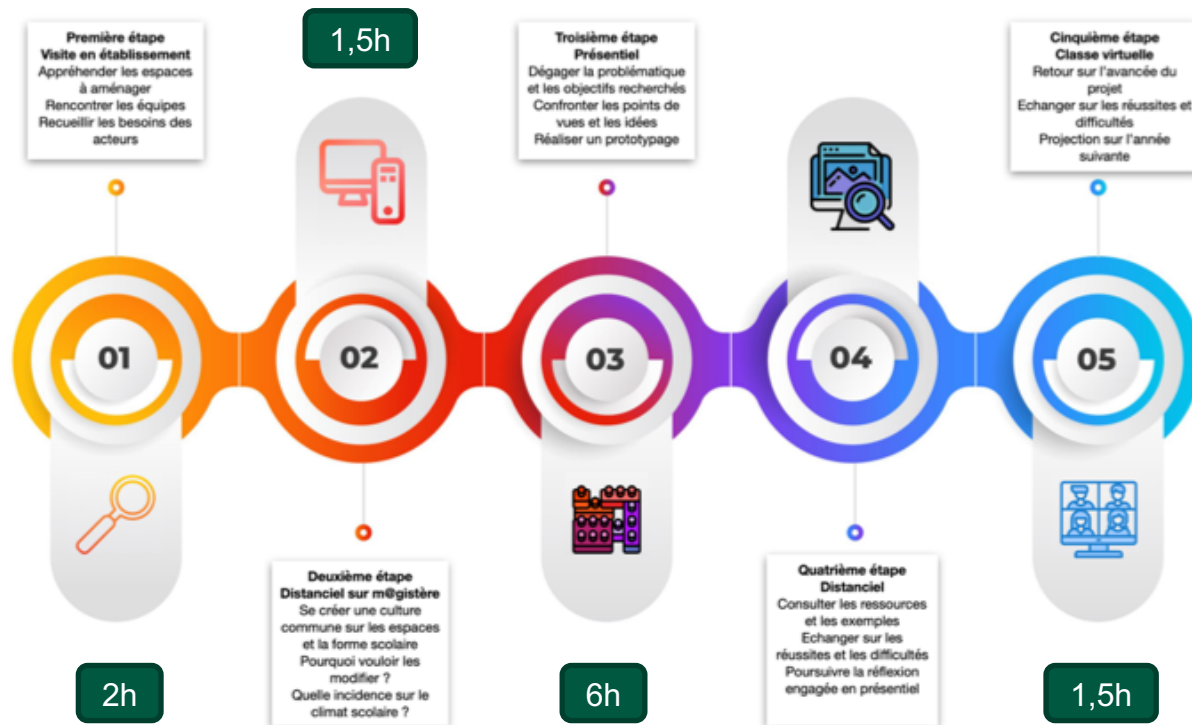 Première étape
Visite en établissement
Appréhender les espaces
à aménager
Rencontrer les équipes
Recueillir les besoins des
acteurs
1,5h
Troisième étape
Présentiel
Dégager la problématique
et les objectifs recherchés
Confronter les points de
vues et les idées
Réaliser un prototypage
Cinquième étape
Classe virtuelle
Retour sur l'avancée du
projet
Echanger sur les réussites et
difficultés
Projection sur l'année
suivante
01
02
03
04
05
Deuxième étape
Distanciel sur m@gistère
Se créer une culture
commune sur les espaces
et la forme scolaire
Pourquoi vouloir les
modifier ?
Quelle incidence sur le
climat scolaire ?
Quatrième étape
Distanciel
Consulter les ressources
et les exemples
Echanger sur les
réussites et les difficultés
Poursuivre la réflexion
engagée en présentiel
2h
6h
1,5h